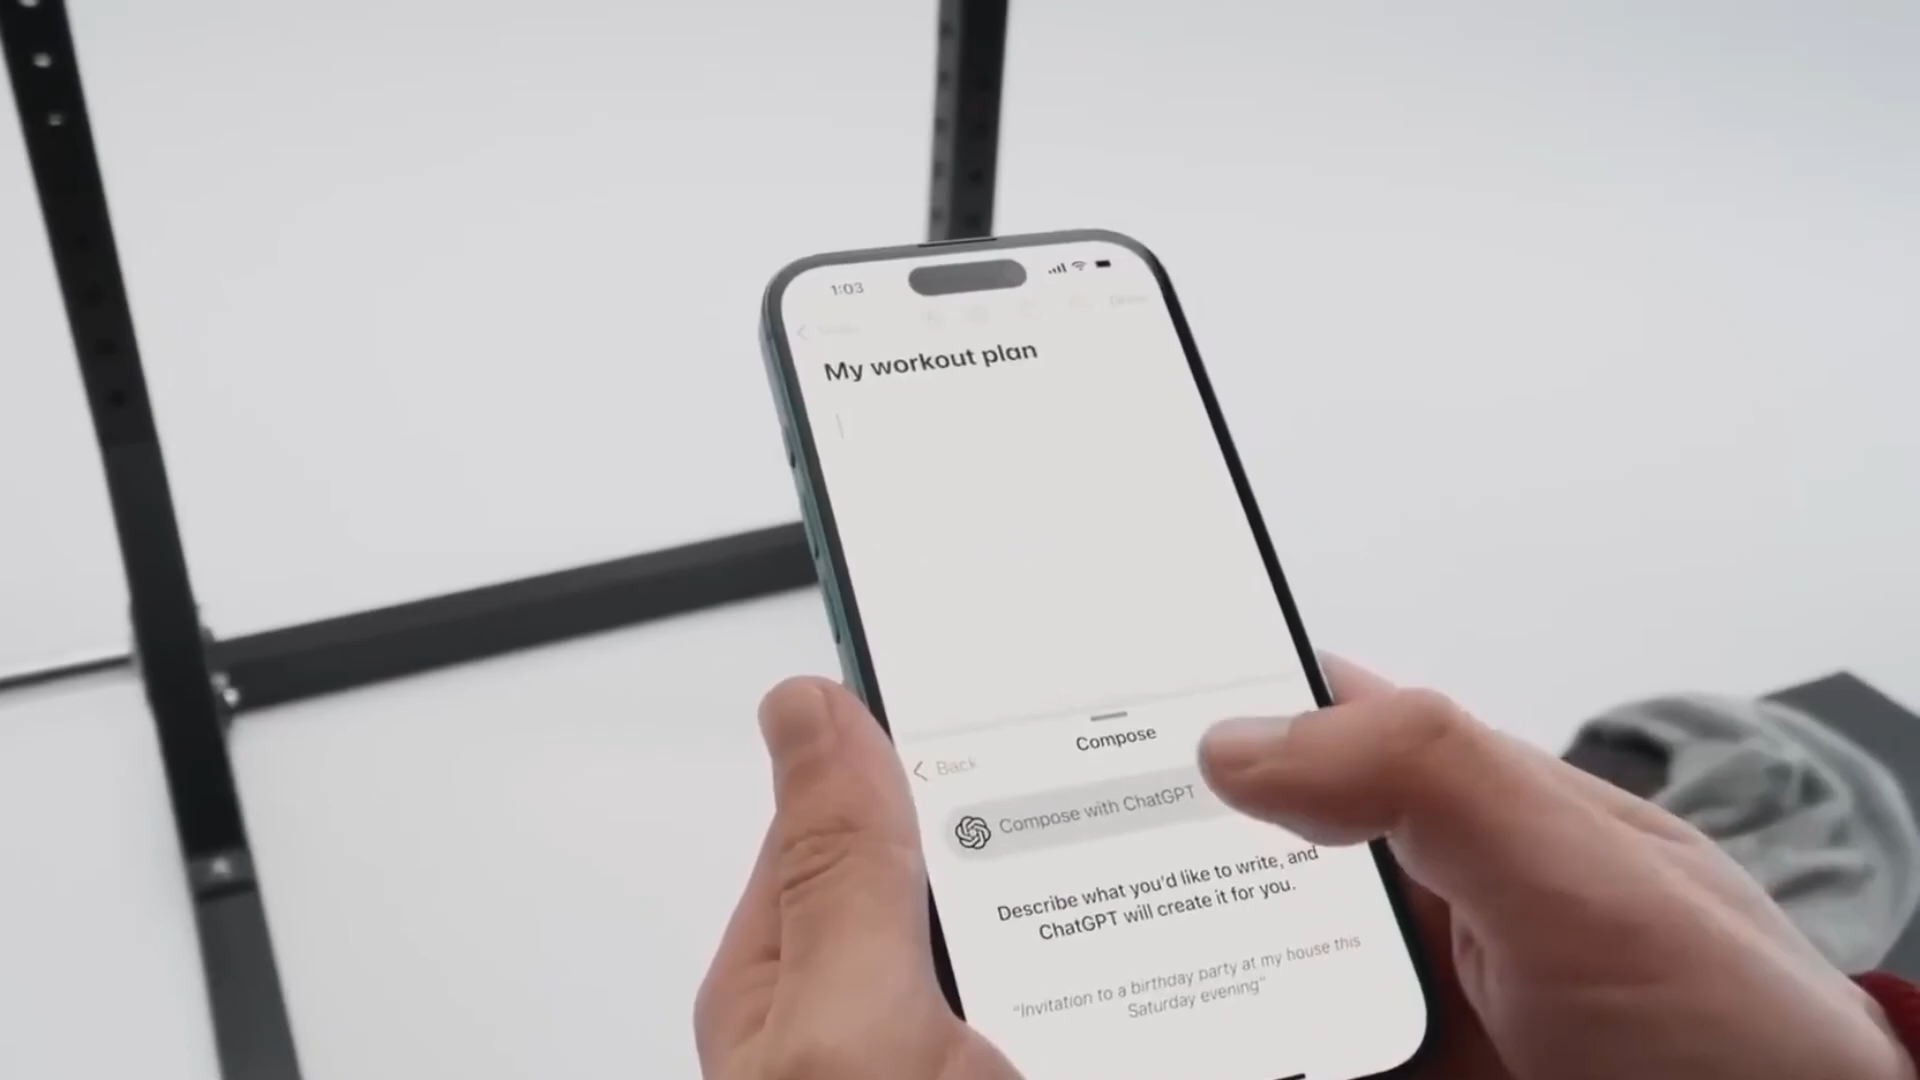 1:03
My workout plan
Compose
Back
Compose with ChatGPT
Describe what you'd like to write, and
ChatGPT will create it for you.
"Invitation to a birthday party at my house this
Saturday evening"